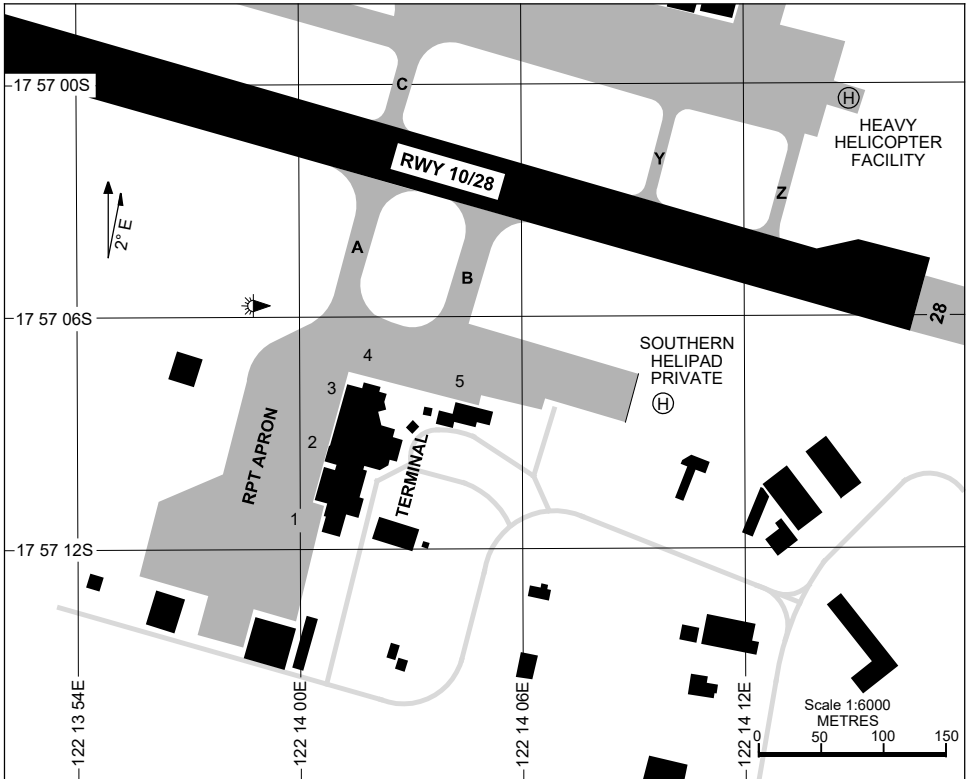 C
17 57 00S
H
HEAVY
HELICOPTER
FACILITY
RWY 10/28
Y
Z
2° E
A
B
28
17 57 06S
SOUTHERN
HELIPAD
PRIVATE
H
4
3
5
2
RPT APRON
TERMINAL
1
17 57 12S
122 13 54E
122 14 00E
122 14 06E
122 14 12E
Scale 1:6000
METRES
0 50 100 150